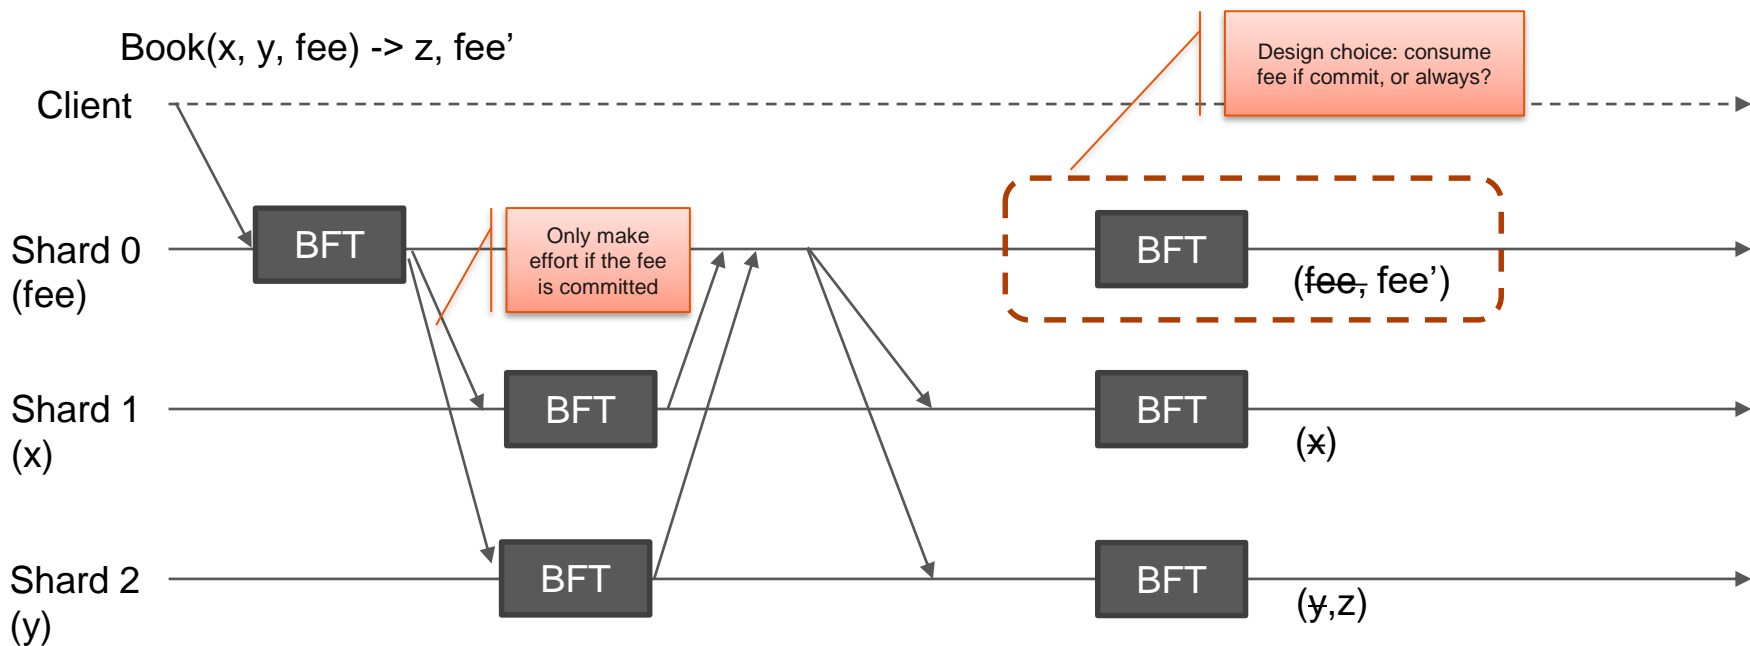 Book(x, y, fee) -> z, fee’
Design choice: consume
fee if commit, or always?
Client
Shard 0
(fee)
BFT
Only make
effort if the fee
is committed
BFT
(fee, fee’)
Shard 1
(x)
BFT
BFT
(x)
Shard 2
(y)
BFT
BFT
(y,z)